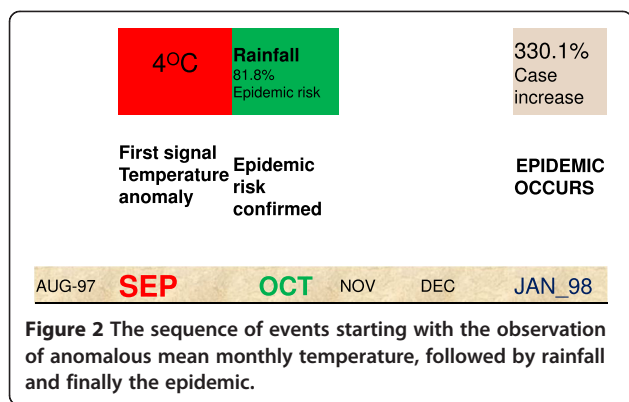 4°C
Rainfall
81.8%
Epidemic risk
330.1%
Case
increase
First signal
Temperature
anomaly
Epidemic
risk
confirmed
EPIDEMIC
OCCURS
AUG-97 SEP OCT NOV DEC JAN_98
Figure 2 The sequence of events starting with the observation
of anomalous mean monthly temperature, followed by rainfall
and finally the epidemic.